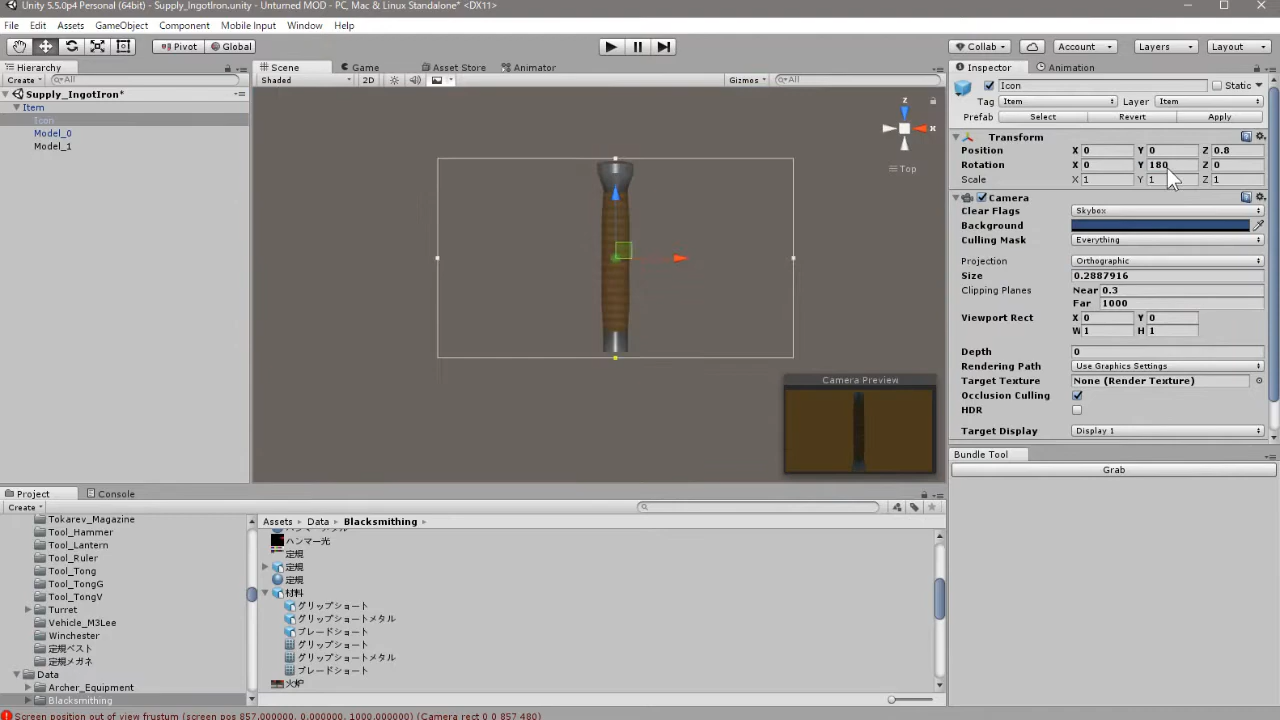 Unity 5.5.0p4 Personal (64bit) - Supply_IngotIron.unity - Unturned MOD - PC, Mac & Linux Standalone* <DX11>
File Edit Assets GameObject Component Mobile Input Window Help
Pivot Global Collab Account Layers Layout
Hierarchy Scene Game Asset Store Animator Inspector Animation
Create All Shaded 2D Gizmos All
Icon Static
Supply_IngotIron*
Item
Icon
Model_0
Model_1
z
x
Top
Tag Item Layer Item
Prefab Select Revert Apply
Transform
Position X 0 Y 0 Z 0.8
Rotation X 0 Y 180 Z 0
Scale X 1 Y 1 Z 1
Camera
Clear Flags Skybox
Background
Culling Mask Everything
Projection Orthographic
Size 0.2887916
Clipping Planes Near 0.3
Far 1000
Viewport Rect X 0 Y 0
W 1 H 1
Depth 0
Rendering Path Use Graphics Settings
Target Texture None (Render Texture)
Occlusion Culling
HDR
Target Display Display 1
Camera Preview
Bundle Tool
Grab
Project Console
Create
Tokarev_Magazine
Tool_Hammer
Tool_Lantern
Tool_Ruler
Tool_Tong
Tool_TongG
Tool_TongV
Turret
Vehicle_M3Lee
Winchester
定規ベスト
定規メガネ
Data
Archer_Equipment
Blacksmithing
Assets Data Blacksmithing
ハンマーメタル
ハンマー光
定規
定規
定規
材料
グリップショート
グリップショートメタル
ブレードショート
グリップショート
グリップショートメタル
ブレードショート
火炉
Screen position out of view frustum (screen pos 857.000000, 0.000000, 1000.000000) (Camera rect 0 0 857 480)